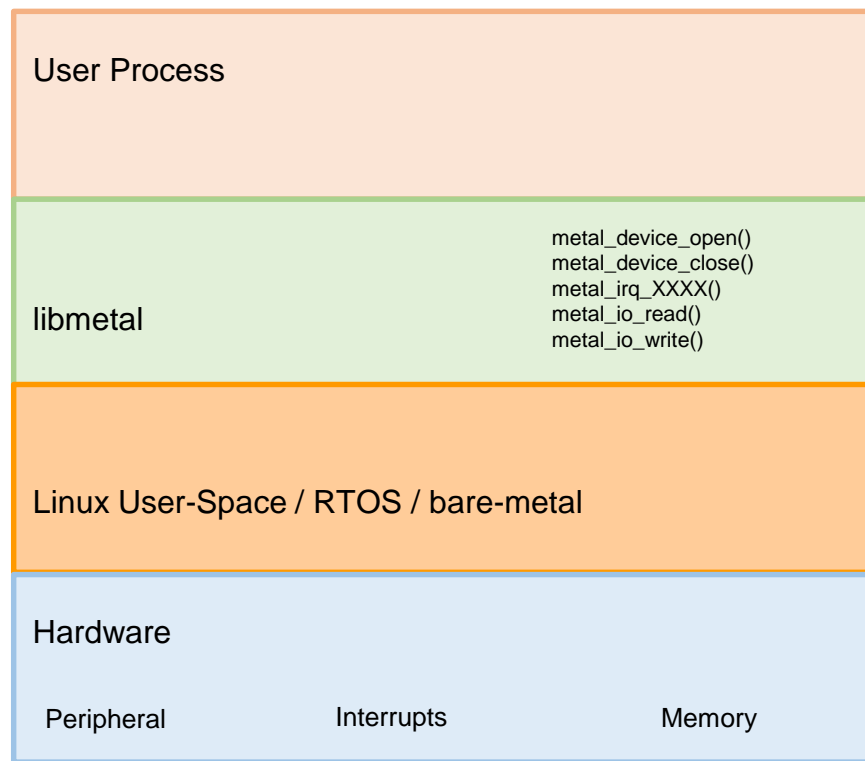 User Process
metal_device_open()
metal_device_close()
metal_irq_XXXX()
metal_io_read()
metal_io_write()
libmetal
Linux User-Space / RTOS / bare-metal
Hardware
Peripheral Interrupts Memory